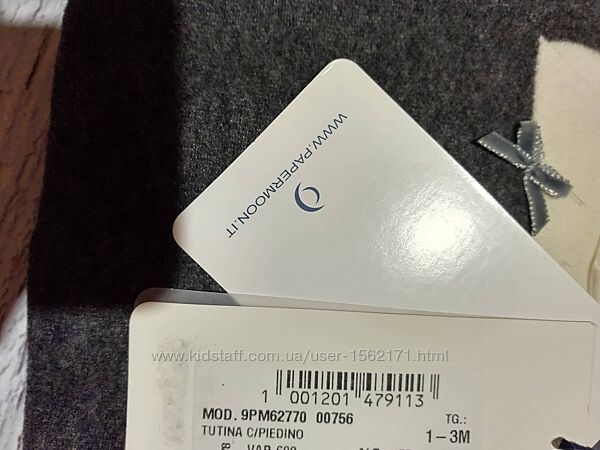 WWW.PAPERMOON.IT
www.kidstaff.com.ua/user-1562171.html
1 001201 479113
MOD. 9PM62770 00756 TG.:
TUTINA C/PIEDINO 1-3M